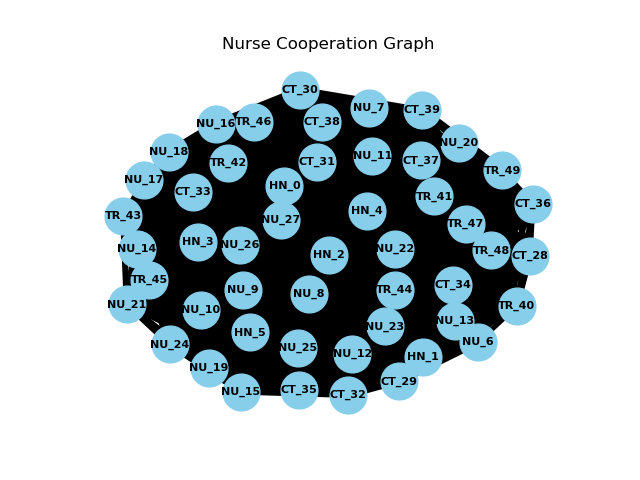 Nurse Cooperation Graph
CT_30
NU_7
CT_39
NU_16
TR_46
CT_38
NU_20
NU_18
TR_42
CT_31
NU_11
CT_37
TR_49
NU_17
CT_33
HN_0
TR_41
CT_36
TR_43
NU_27
HN_4
TR_47
NU_14
HN_3
NU_26
HN_2
NU_22
TR_48
CT_28
TR_45
NU_9
NU_8
TR_44
CT_34
NU_21
NU_10
TR_40
HN_5
NU_23
NU_13
NU_24
NU_25
NU_12
HN_1
NU_6
NU_19
NU_15
CT_35
CT_32
CT_29